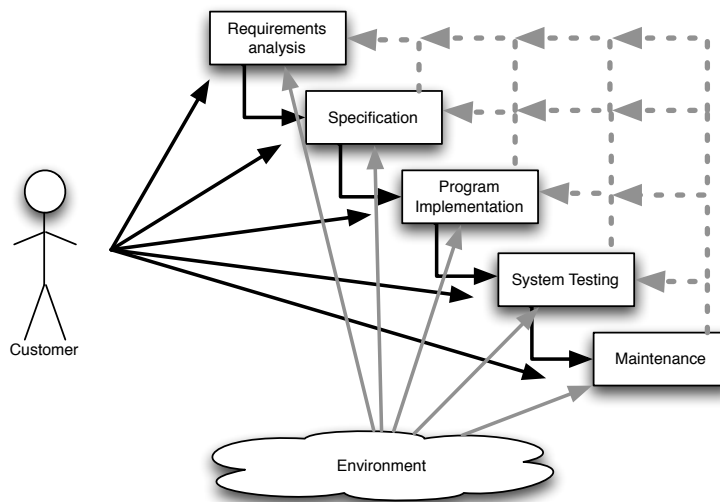 Requirements
analysis
Specification
Program
Implementation
System Testing
Customer
Maintenance
Environment